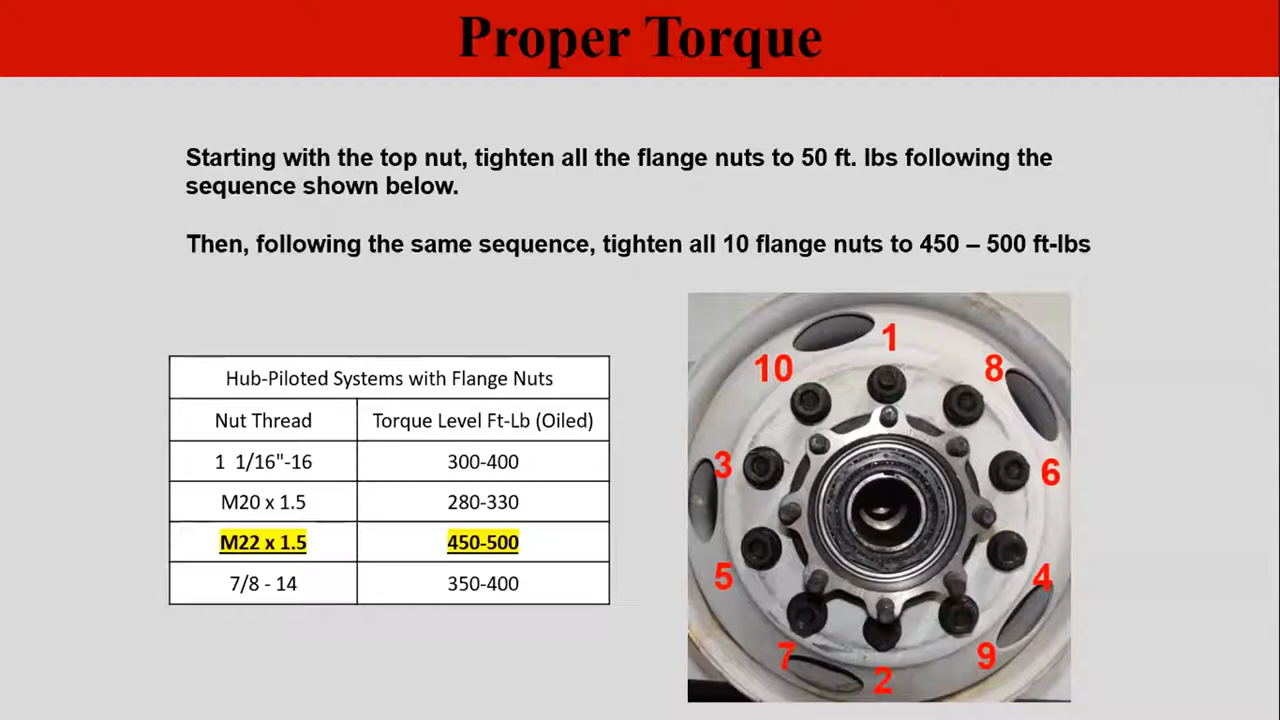 Proper Torque
Starting with the top nut, tighten all the flange nuts to 50 ft. lbs following the
sequence shown below.
Then, following the same sequence, tighten all 10 flange nuts to 450 – 500 ft-lbs
Hub-Piloted Systems with Flange Nuts
Nut Thread Torque Level Ft-Lb (Oiled)
1 1/16"-16 300-400
M20 x 1.5 280-330
M22 x 1.5 450-500
7/8 - 14 350-400
1
10
8
3
6
5
4
7
9
2